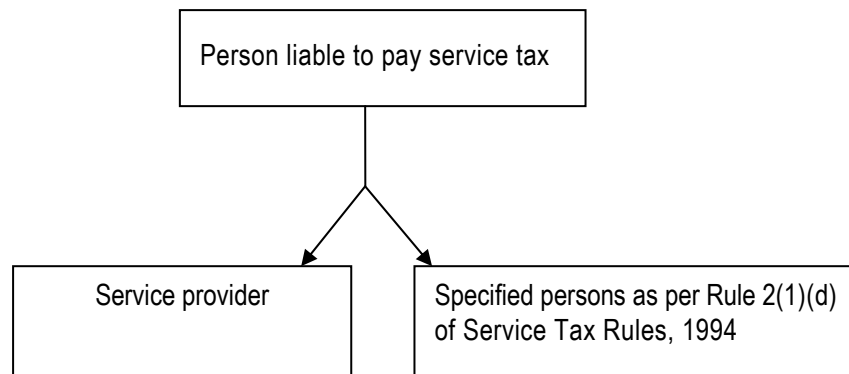 Person liable to pay service tax
Service provider
Specified persons as per Rule 2(1)(d)
of Service Tax Rules, 1994